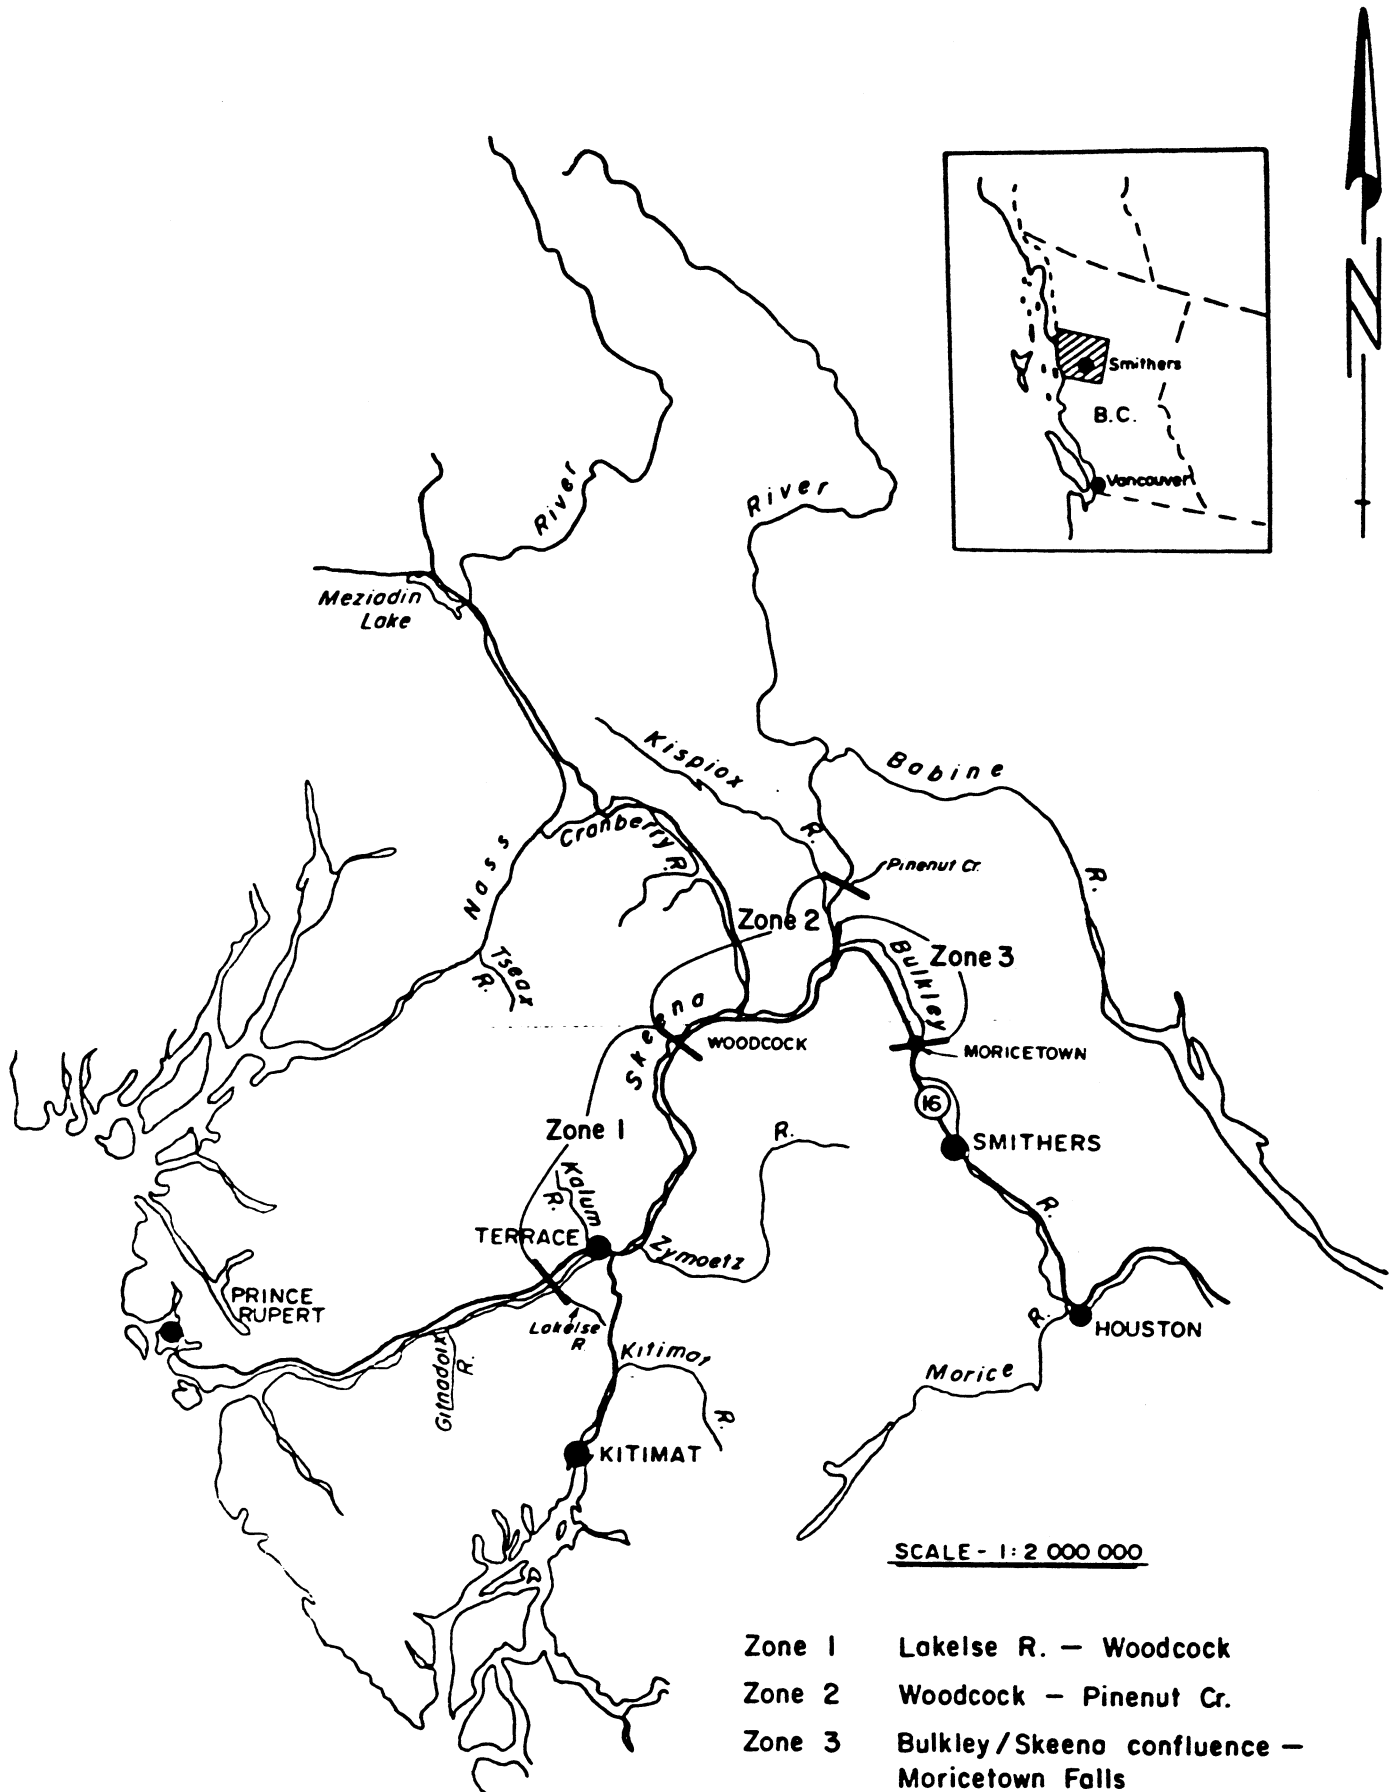 N
Smithers
B.C.
Vancouver
River
River
Meziadin
Lake
Kispiox
R.
Babine
R.
Cranberry
R.
Nass
Pinenut Cr.
Zone 2
Zone 3
Bulkley
Tseax
R.
Skeena
WOODCOCK
MORICETOWN
16
Zone 1
SMITHERS
R.
Kalum
R.
R.
TERRACE
Zymoetz
PRINCE
RUPERT
Lakelse
R.
R.
HOUSTON
Gitnadoix
R.
Kitimat
R.
Morice
KITIMAT
SCALE - 1: 2 000 000
Zone 1 Lakelse R. — Woodcock
Zone 2 Woodcock — Pinenut Cr.
Zone 3 Bulkley / Skeena confluence —
Moricetown Falls